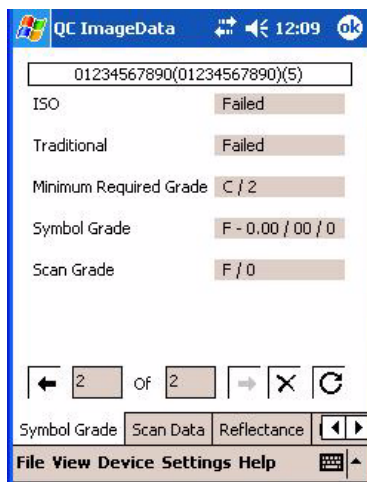 QC ImageData 12:09 ok
01234567890(01234567890)(5)
ISO Failed
Traditional Failed
Minimum Required Grade C / 2
Symbol Grade F - 0.00 / 00 / 0
Scan Grade F / 0
2 Of 2
Symbol Grade Scan Data Reflectance
File View Device Settings Help